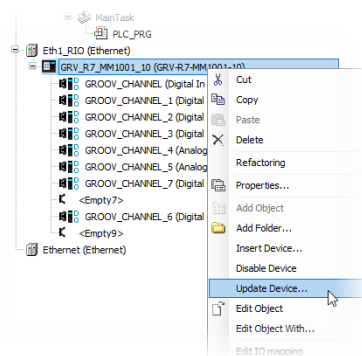 MainTask
PLC_PRG
Eth1_RIO (Ethernet)
GRV_R7_MM1001_10 (GRV-R7-MM1001-10)
GROOV_CHANNEL (Digital In
GROOV_CHANNEL_1 (Digital
GROOV_CHANNEL_2 (Digital
GROOV_CHANNEL_3 (Digital
GROOV_CHANNEL_4 (Analog
GROOV_CHANNEL_5 (Analog
GROOV_CHANNEL_7 (Digital
<Empty7>
GROOV_CHANNEL_6 (Digital
<Empty9>
Ethernet (Ethernet)
Cut
Copy
Paste
Delete
Refactoring
Properties...
Add Object
Add Folder...
Insert Device...
Disable Device
Update Device...
Edit Object
Edit Object With...
Edit IO mapping